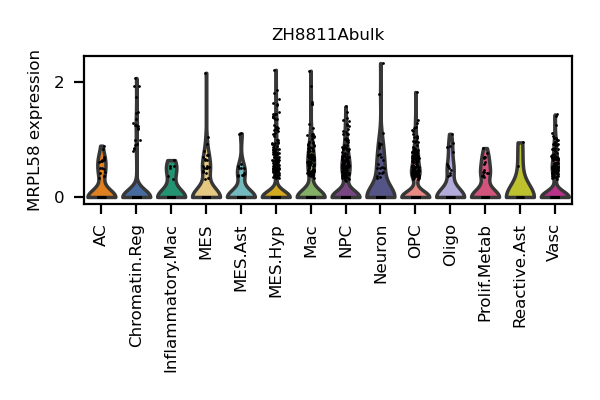 ZH8811Abulk
MRPL58 expression
2
0
AC
Chromatin.Reg
Inflammatory.Mac
MES
MES.Ast
MES.Hyp
Mac
NPC
Neuron
OPC
Oligo
Prolif.Metab
Reactive.Ast
Vasc